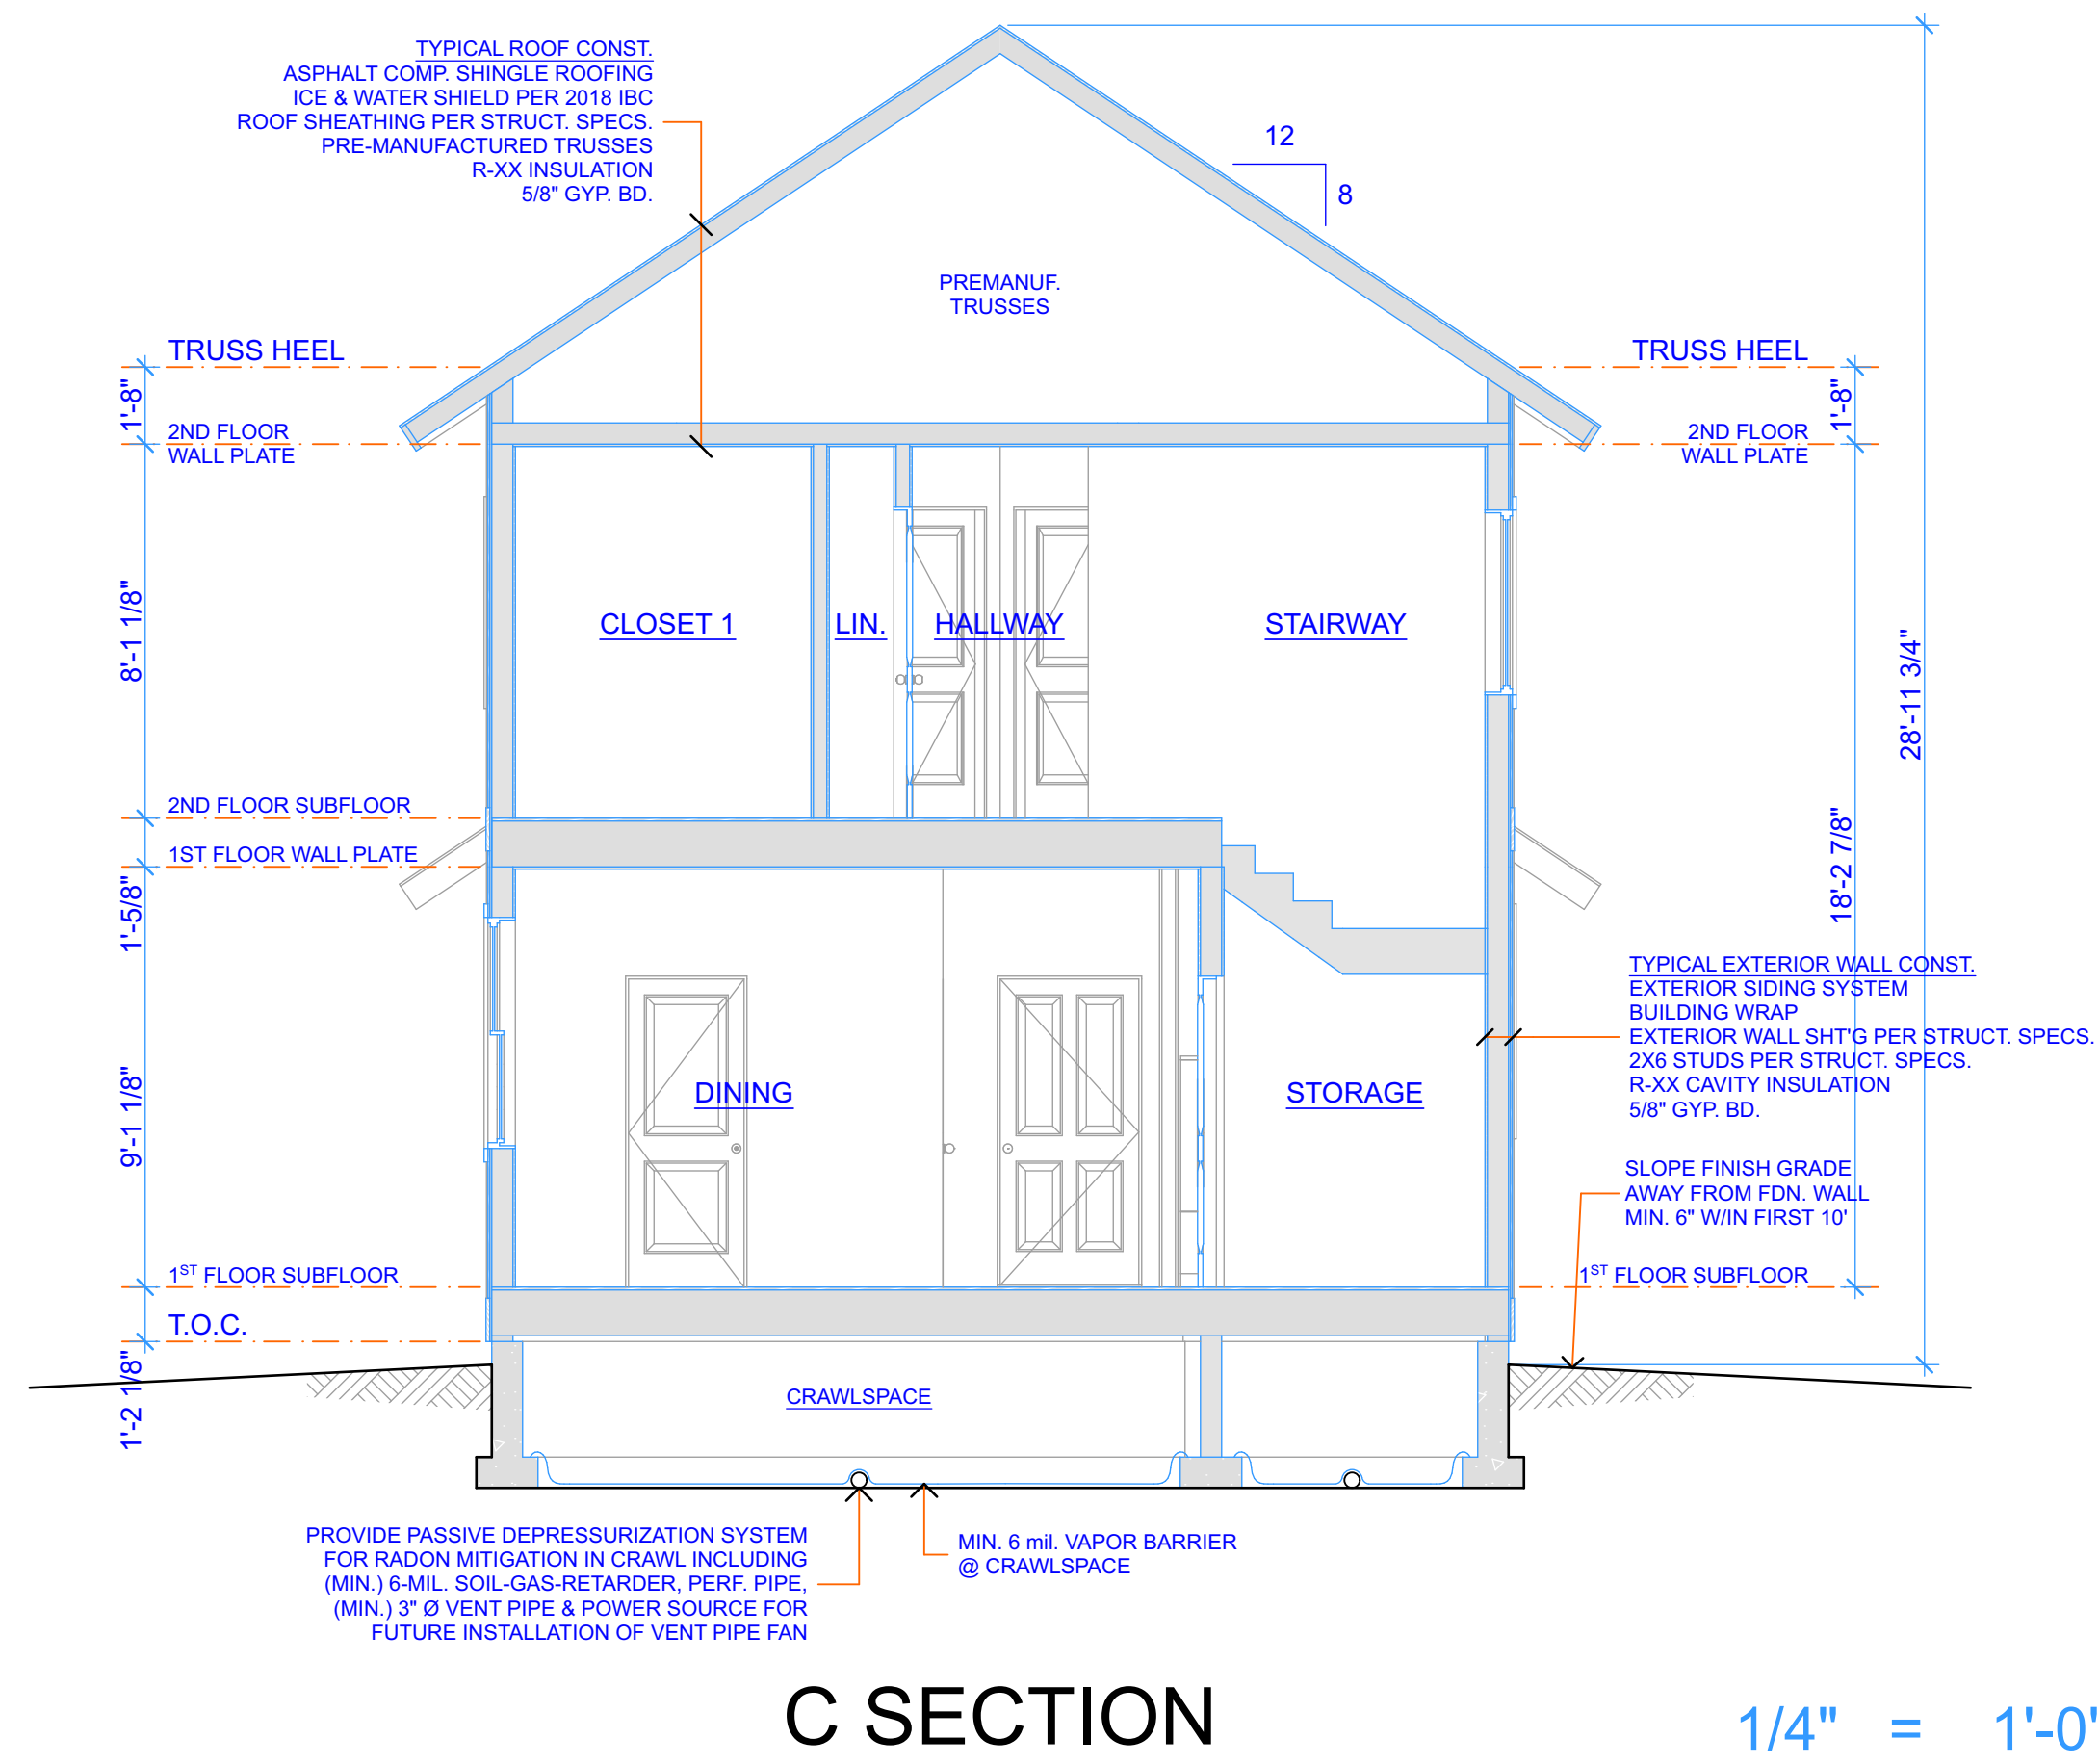 TYPICAL ROOF CONST.
ASPHALT COMP. SHINGLE ROOFING
ICE & WATER SHIELD PER 2018 IBC
ROOF SHEATHING PER STRUCT. SPECS.
PRE-MANUFACTURED TRUSSES
R-XX INSULATION
5/8" GYP. BD.
12
8
PREMANUF.
TRUSSES
TRUSS HEEL
TRUSS HEEL
1'-8"
1'-8"
2ND FLOOR
WALL PLATE
2ND FLOOR
WALL PLATE
8'-1 1/8"
CLOSET 1
LIN.
HALLWAY
STAIRWAY
28'-11 3/4"
2ND FLOOR SUBFLOOR
1ST FLOOR WALL PLATE
1'-5/8"
18'-2 7/8"
TYPICAL EXTERIOR WALL CONST.
EXTERIOR SIDING SYSTEM
BUILDING WRAP
EXTERIOR WALL SHT'G PER STRUCT. SPECS.
2X6 STUDS PER STRUCT. SPECS.
R-XX CAVITY INSULATION
5/8" GYP. BD.
9'-1 1/8"
DINING
STORAGE
SLOPE FINISH GRADE
AWAY FROM FDN. WALL
MIN. 6" W/IN FIRST 10'
1ST FLOOR SUBFLOOR
1ST FLOOR SUBFLOOR
T.O.C.
1'-2 1/8"
CRAWLSPACE
PROVIDE PASSIVE DEPRESSURIZATION SYSTEM
FOR RADON MITIGATION IN CRAWL INCLUDING
(MIN.) 6-MIL. SOIL-GAS-RETARDER, PERF. PIPE,
(MIN.) 3" Ø VENT PIPE & POWER SOURCE FOR
FUTURE INSTALLATION OF VENT PIPE FAN
MIN. 6 mil. VAPOR BARRIER
@ CRAWLSPACE
C SECTION
1/4" = 1'-0"